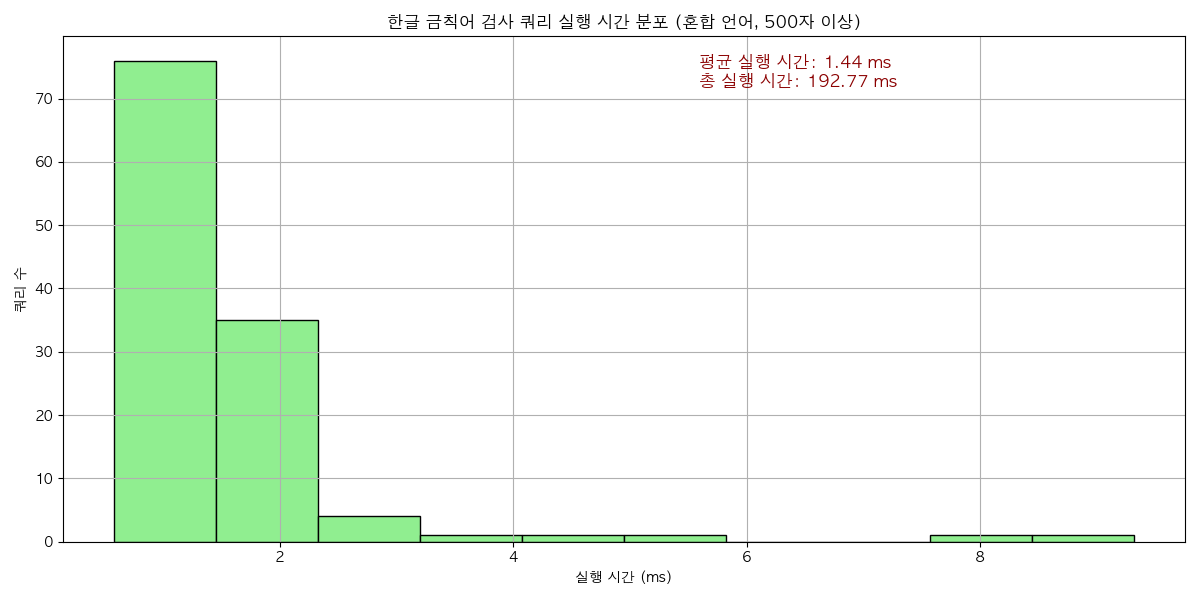 한글 금칙어 검사 쿼리 실행 시간 분포 (혼합 언어, 500자 이상)
평균 실행 시간: 1.44 ms
총 실행 시간: 192.77 ms
쿼리 수
70
60
50
40
30
20
10
0
2
4
6
8
실행 시간 (ms)